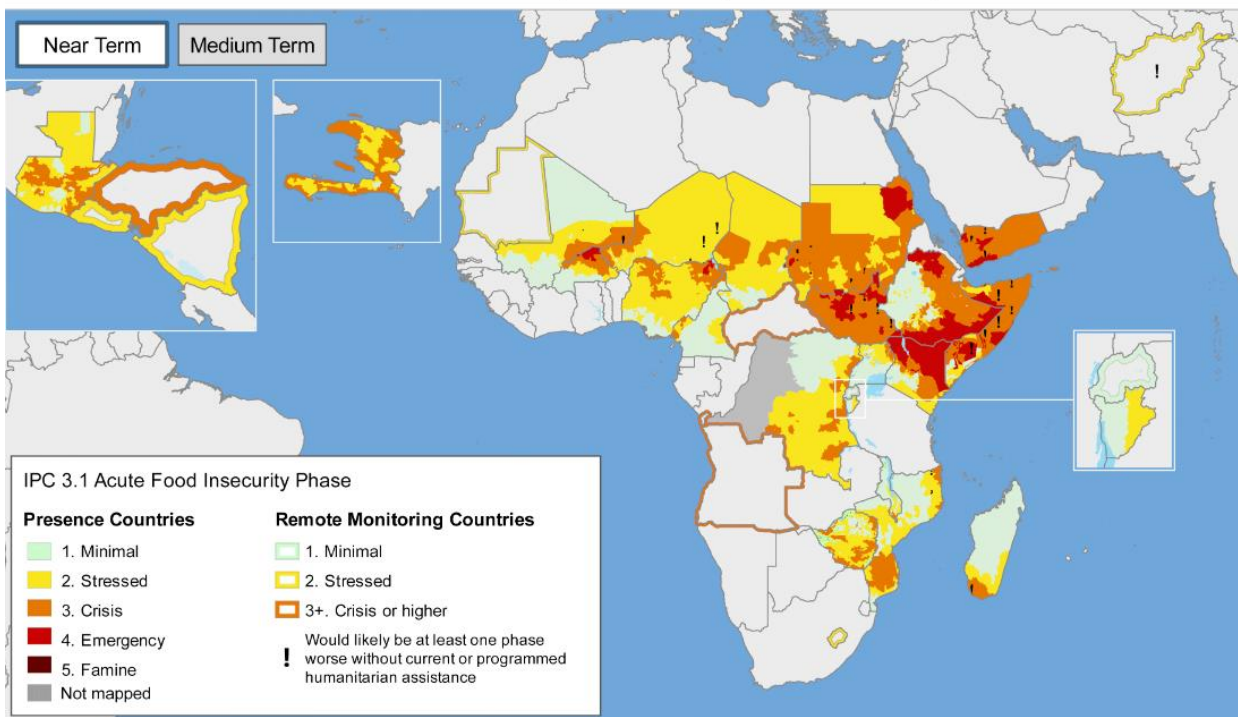 Near Term
Medium Term
IPC 3.1 Acute Food Insecurity Phase
Presence Countries
1. Minimal
2. Stressed
3. Crisis
4. Emergency
5. Famine
Not mapped
Remote Monitoring Countries
1. Minimal
2. Stressed
3+. Crisis or higher
! Would likely be at least one phase
worse without current or programmed
humanitarian assistance